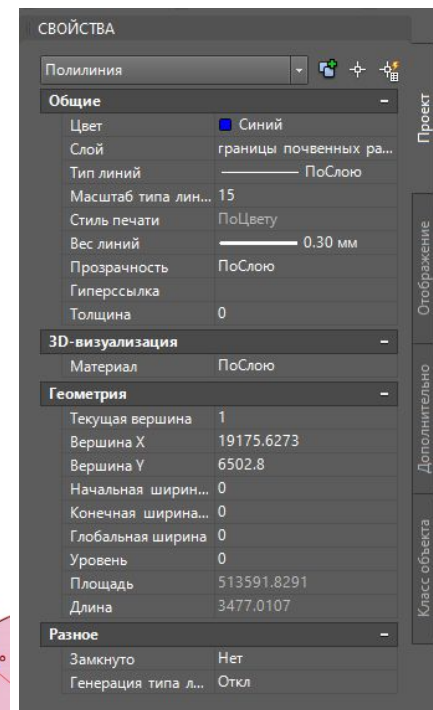 СВОЙСТВА
Полилиния
Общие
Цвет Синий
Слой границы почвенных ра...
Тип линий ПоСлою
Масштаб типа лин... 15
Стиль печати ПоЦвету
Вес линий 0.30 мм
Прозрачность ПоСлою
Гиперссылка
Толщина 0
3D-визуализация
Материал ПоСлою
Геометрия
Текущая вершина 1
Вершина X 19175.6273
Вершина Y 6502.8
Начальная ширин... 0
Конечная ширина... 0
Глобальная ширина 0
Уровень 0
Площадь 513591.8291
Длина 3477.0107
Разное
Замкнуто Нет
Генерация типа л... Откл
Проект
Отображение
Дополнительно
Класс объекта